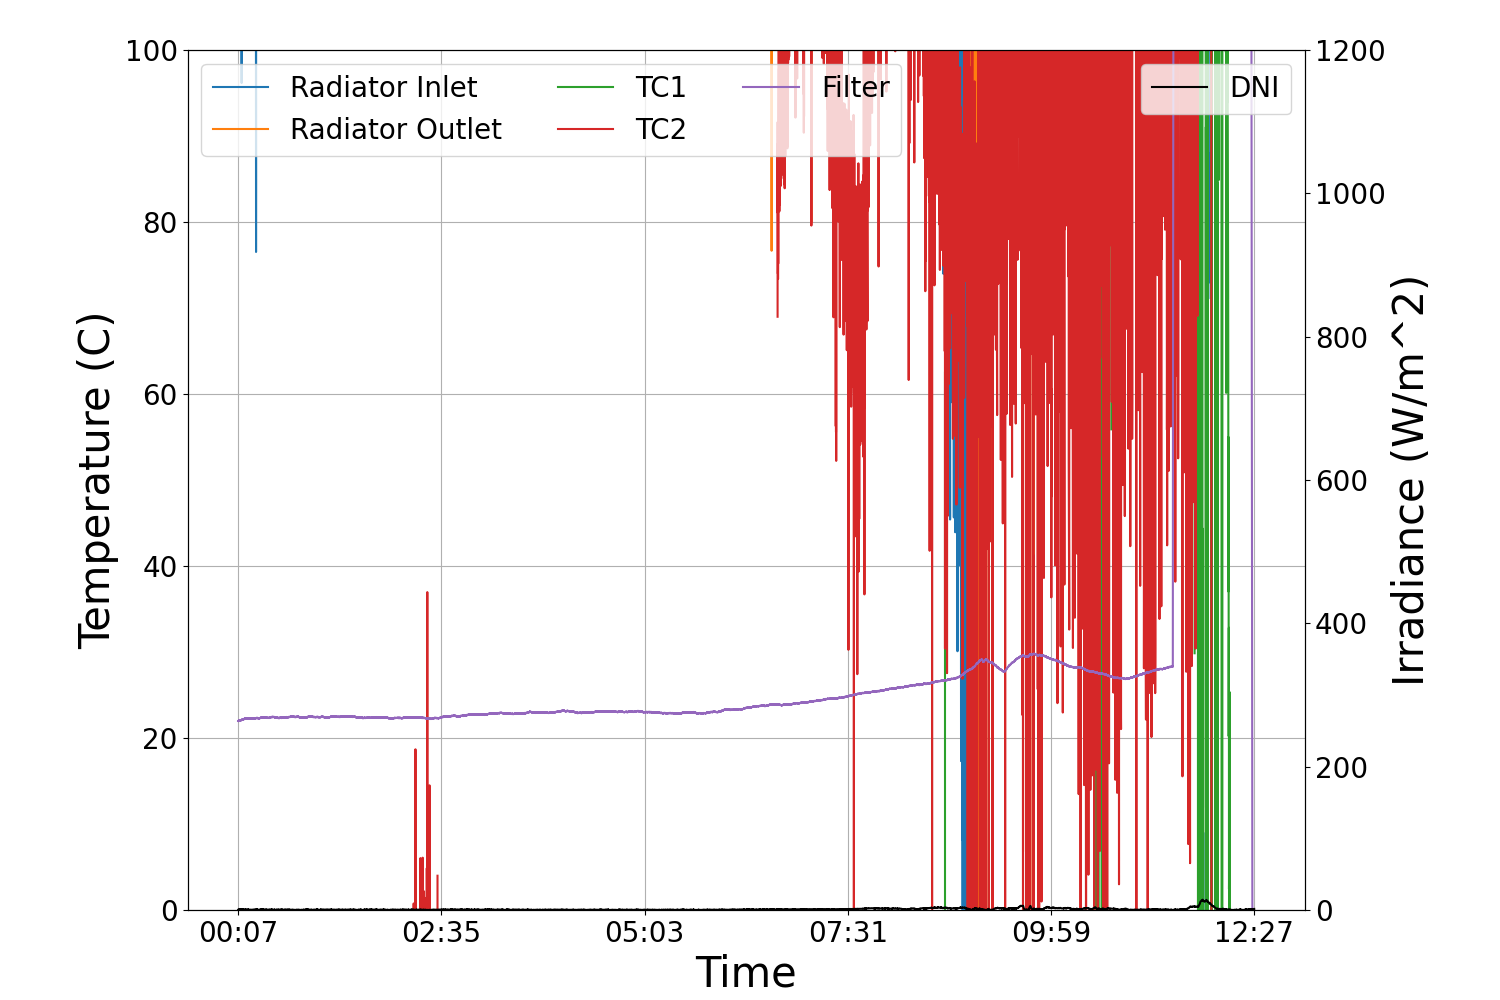 100
80
60
40
20
0
Temperature (C)
Radiator Inlet
Radiator Outlet
TC1
TC2
Filter
DNI
1200
1000
800
600
400
200
0
Irradiance (W/m^2)
00:07
02:35
05:03
07:31
09:59
12:27
Time